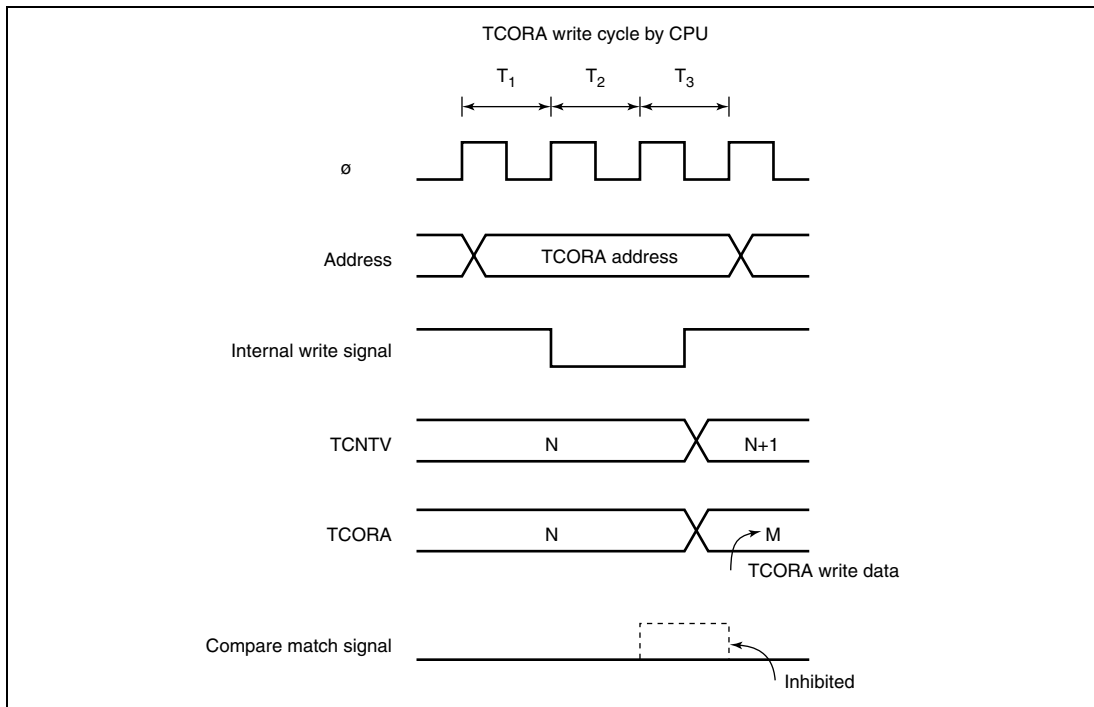 TCORA write cycle by CPU
T1 T2 T3
ø
Address TCORA address
Internal write signal
TCNTV N N+1
TCORA N M
TCORA write data
Compare match signal
Inhibited